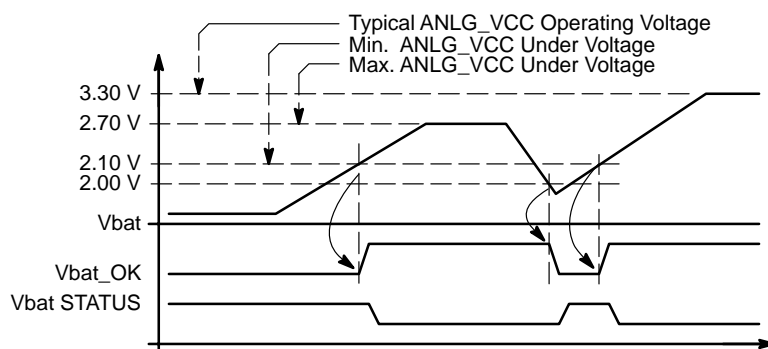 Typical ANLG_VCC Operating Voltage
Min. ANLG_VCC Under Voltage
Max. ANLG_VCC Under Voltage
3.30 V
2.70 V
2.10 V
2.00 V
Vbat
Vbat_OK
Vbat STATUS